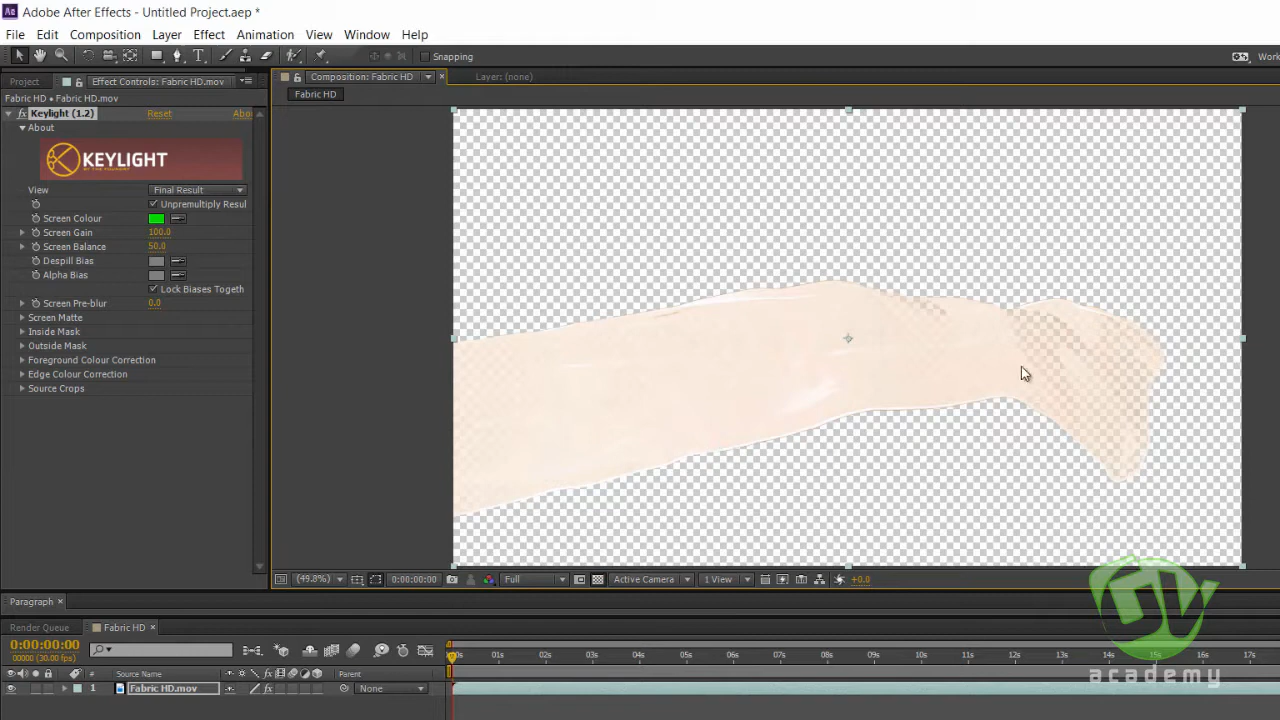 Adobe After Effects - Untitled Project.aep *
File Edit Composition Layer Effect Animation View Window Help
Snapping
Work
Project Effect Controls: Fabric HD.mov
Composition: Fabric HD
Layer: (none)
Fabric HD • Fabric HD.mov
Fabric HD
Keylight (1.2) Reset Abo
About
KEYLIGHT
View Final Result
Unpremultiply Resul
Screen Colour
Screen Gain 100.0
Screen Balance 50.0
Despill Bias
Alpha Bias
Lock Biases Togeth
Screen Pre-blur 0.0
Screen Matte
Inside Mask
Outside Mask
Foreground Colour Correction
Edge Colour Correction
Source Crops
(49.8%) 0:00:00:00 Full Active Camera 1 View +0.0
Paragraph
Render Queue Fabric HD
0:00:00:00
00000 (30.00 fps)
01s 02s 03s 04s 05s 06s 07s 08s 09s 10s 11s 12s 13s 14s 15s 16s 17s
# Source Name Parent
1 Fabric HD.mov None
academy